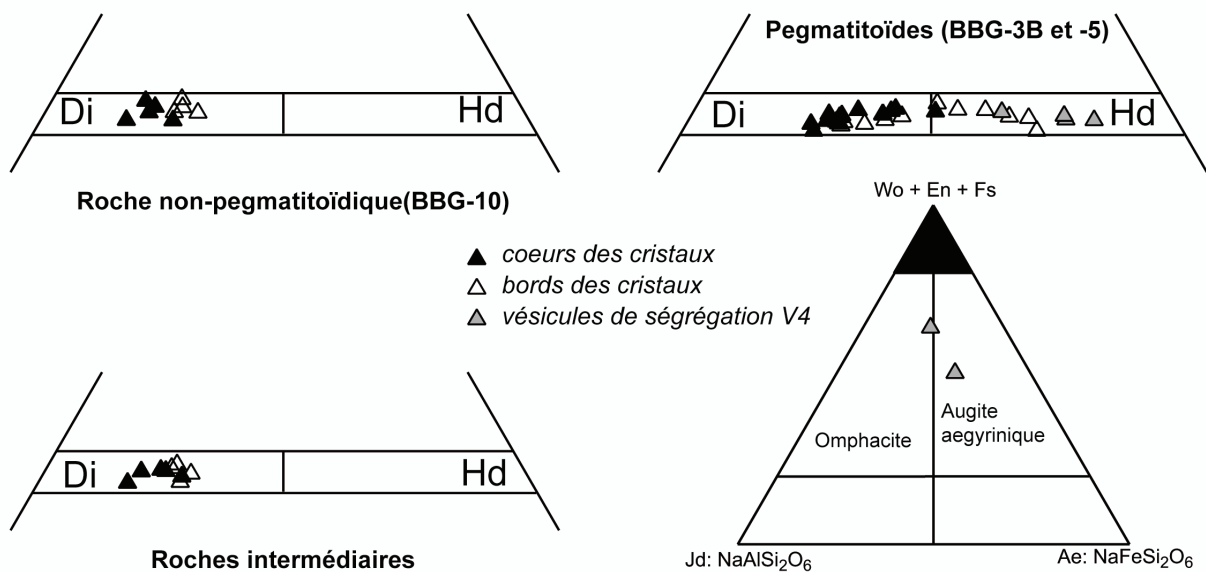 Pegmatitoïdes (BBG-3B et -5)
Di
Hd
Di
Hd
Roche non-pegmatitoïdique(BBG-10)
Wo + En + Fs
coeurs des cristaux
bords des cristaux
vésicules de ségrégation V4
Omphacite
Augite
aegyrinique
Di
Hd
Roches intermédiaires
Jd: NaAlSi₂O₆
Ae: NaFeSi₂O₆